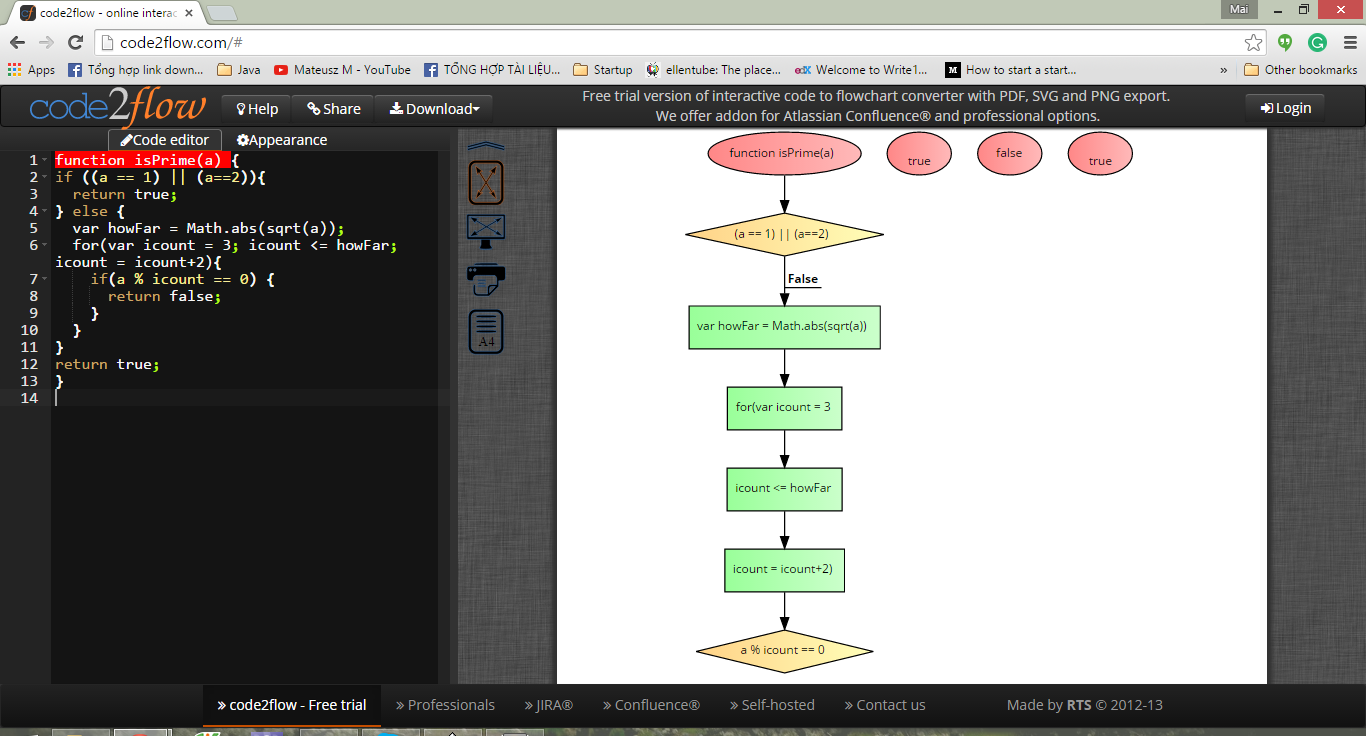 code2flow - online interac
Mai
code2flow.com/#
Apps
Tổng hợp link down...
Java
Mateusz M - YouTube
TỔNG HỢP TÀI LIỆU...
Startup
ellentube: The place...
edX
Welcome to Write1...
M
How to start a start...
»
Other bookmarks
code2flow
Help
Share
Download
Free trial version of interactive code to flowchart converter with PDF, SVG and PNG export.
We offer addon for Atlassian Confluence® and professional options.
Login
Code editor
Appearance
1 function isPrime(a) {
2 if ((a == 1) || (a==2)){
3 return true;
4 } else {
5 var howFar = Math.abs(sqrt(a));
6 for(var icount = 3; icount <= howFar;
icount = icount+2){
7 if(a % icount == 0) {
8 return false;
9 }
10 }
11 }
12 return true;
13 }
14
A4
function isPrime(a)
true
false
true
(a == 1) || (a==2)
False
var howFar = Math.abs(sqrt(a))
for(var icount = 3
icount <= howFar
icount = icount+2)
a % icount == 0
» code2flow - Free trial
» Professionals
» JIRA®
» Confluence®
» Self-hosted
» Contact us
Made by RTS © 2012-13